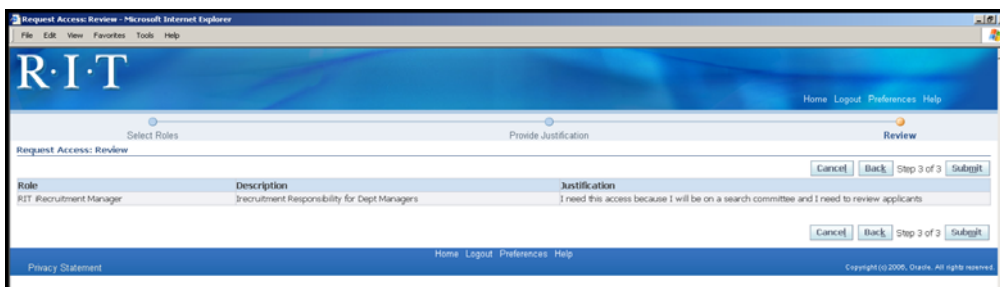 Request Access: Review - Microsoft Internet Explorer
File Edit View Favorites Tools Help
R·I·T
Home Logout Preferences Help
Select Roles Provide Justification Review
Request Access: Review
Cancel Back Step 3 of 3 Submit
Role Description Justification
RIT iRecruitment Manager Irecruitment Responsibility for Dept Managers I need this access because I will be on a search committee and I need to review applicants
Cancel Back Step 3 of 3 Submit
Home Logout Preferences Help
Privacy Statement Copyright (c) 2006, Oracle. All rights reserved.